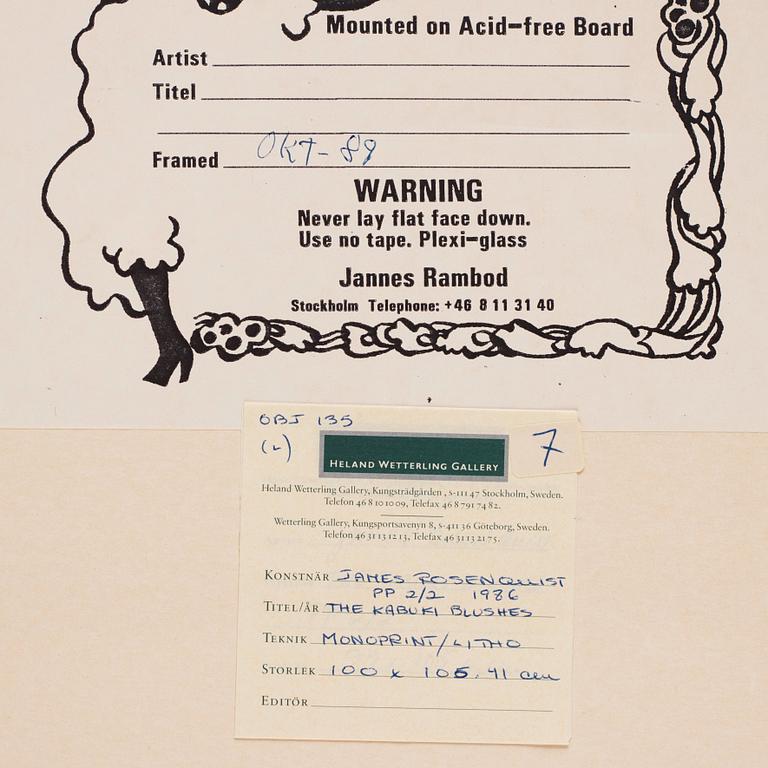 Mounted on Acid-free Board
Artist
Titel
Framed OKT-89
WARNING
Never lay flat face down.
Use no tape. Plexi-glass
Jannes Rambod
Stockholm Telephone: +46 8 11 31 40
OBJ 135
(L) 7
HELAND WETTERLING GALLERY
Heland Wetterling Gallery, Kungsträdgården, s-111 47 Stockholm, Sweden.
Telefon 46 8 10 10 09, Telefax 46 8 791 74 82.
Wetterling Gallery, Kungsportsavenyn 8, s-411 36 Göteborg, Sweden.
Telefon 46 31 13 12 13, Telefax 46 31 13 21 75.
KONSTNÄR JAMES ROSENQUIST
PP 2/2 1986
TITEL/ÅR THE KABUKI BLUSHES
TEKNIK MONOPRINT/LITHO
STORLEK 100 x 105.41 cm
EDITÖR